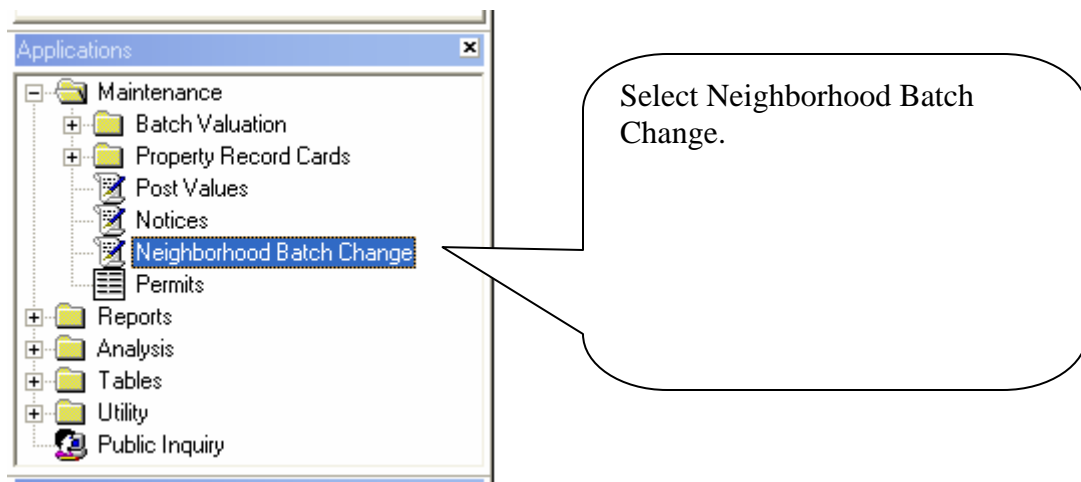 Applications
Maintenance
Batch Valuation
Property Record Cards
Post Values
Notices
Neighborhood Batch Change
Permits
Reports
Analysis
Tables
Utility
Public Inquiry
Select Neighborhood Batch
Change.